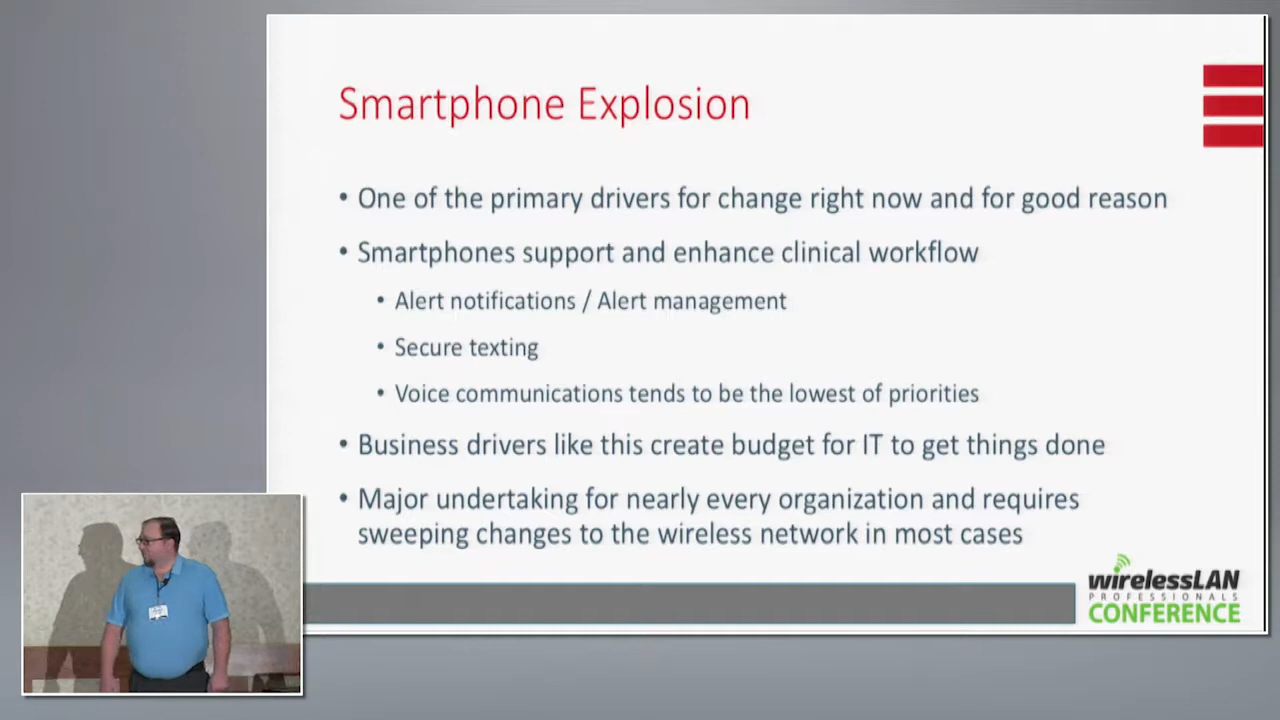 Smartphone Explosion
• One of the primary drivers for change right now and for good reason
• Smartphones support and enhance clinical workflow
• Alert notifications / Alert management
• Secure texting
• Voice communications tends to be the lowest of priorities
• Business drivers like this create budget for IT to get things done
• Major undertaking for nearly every organization and requires
sweeping changes to the wireless network in most cases
wirelessLAN
PROFESSIONALS
CONFERENCE